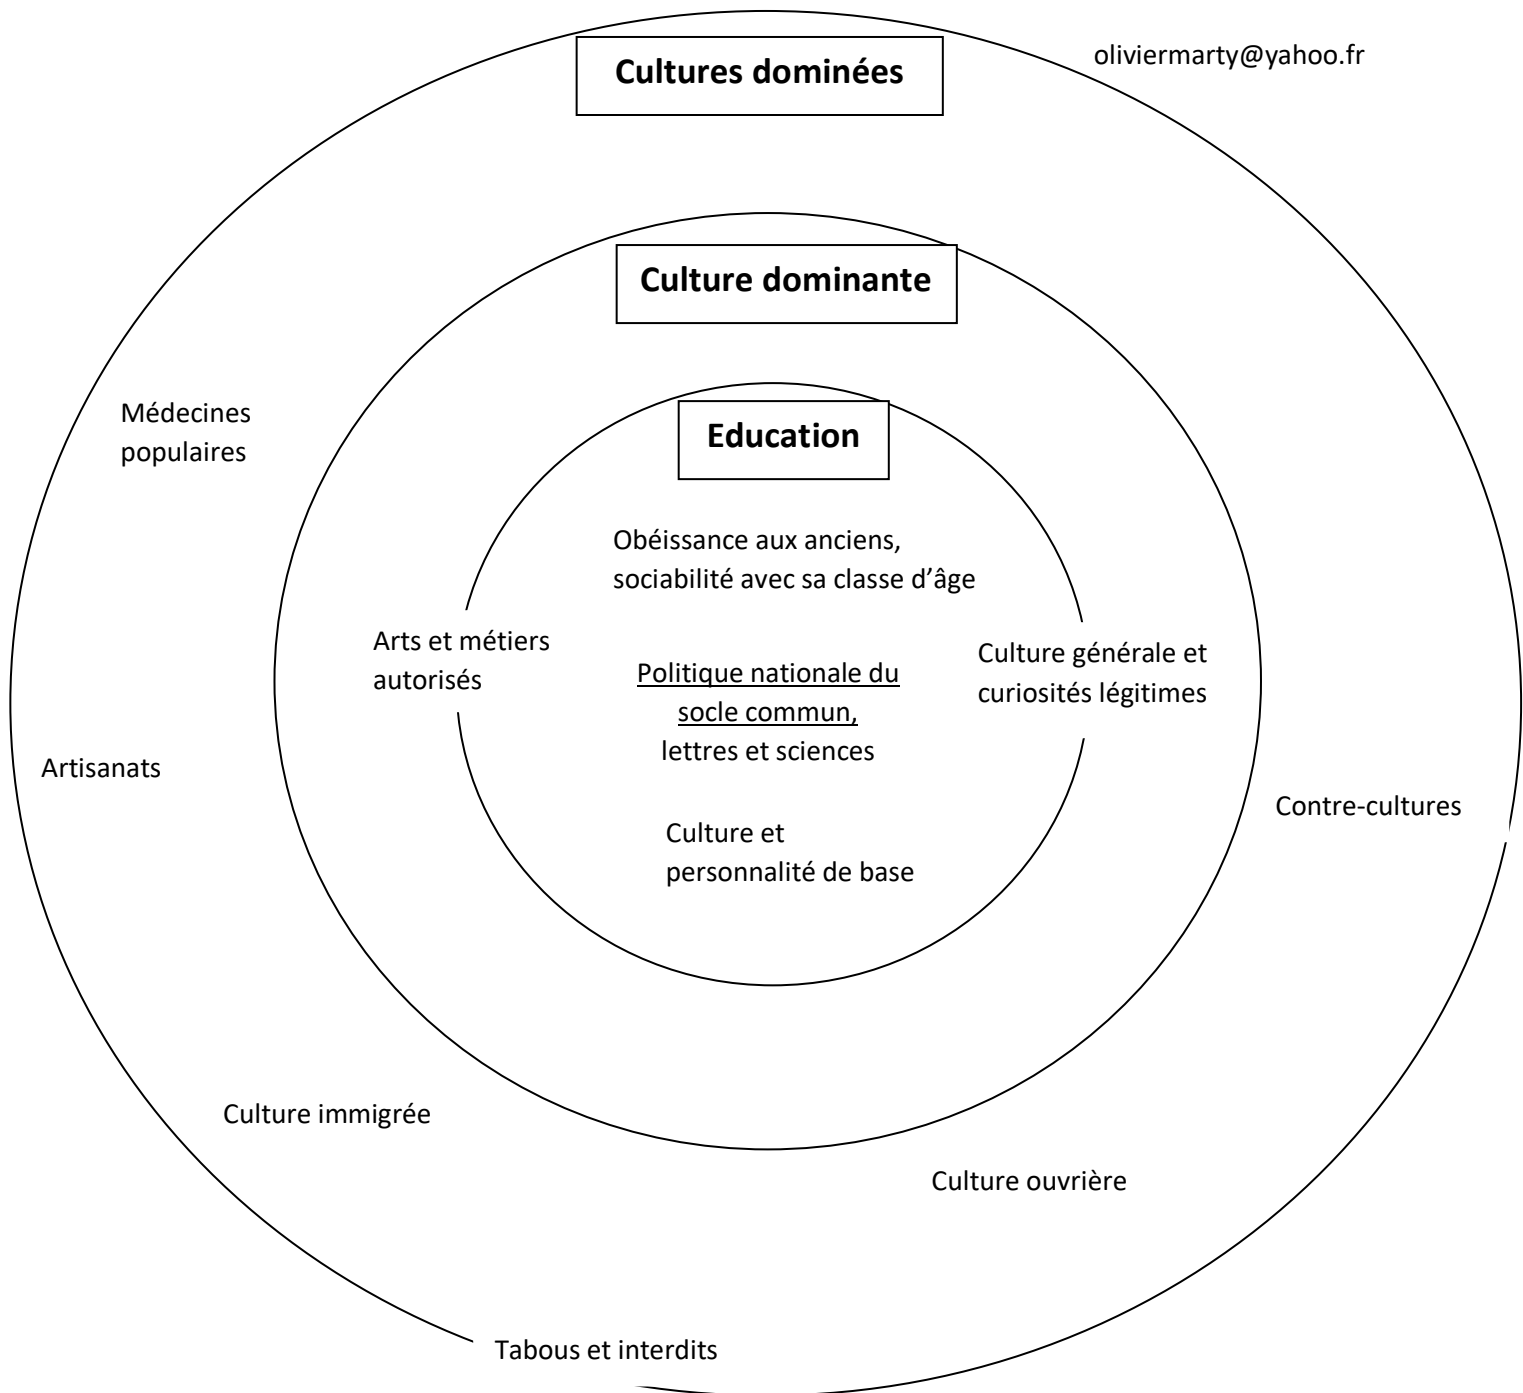 oliviermarty@yahoo.fr
Cultures dominées
Culture dominante
Médecines
populaires
Education
Obéissance aux anciens,
sociabilité avec sa classe d’âge
Arts et métiers
autorisés
Politique nationale du
socle commun,
lettres et sciences
Culture générale et
curiosités légitimes
Artisanats
Contre-cultures
Culture et
personnalité de base
Culture immigrée
Culture ouvrière
Tabous et interdits